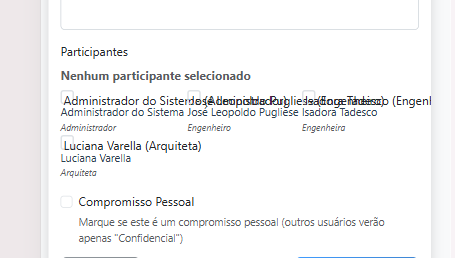 Participantes
Nenhum participante selecionado
Administrador do Sistema (Administrador) José Leopoldo Pugliese (Engenheiro) Isadora Tadesco (Engenh
Administrador do Sistema José Leopoldo Pugliese Isadora Tadesco
Administrador Engenheiro Engenheira
Luciana Varella (Arquiteta)
Luciana Varella
Arquiteta
Compromisso Pessoal
Marque se este é um compromisso pessoal (outros usuários verão
apenas "Confidencial")